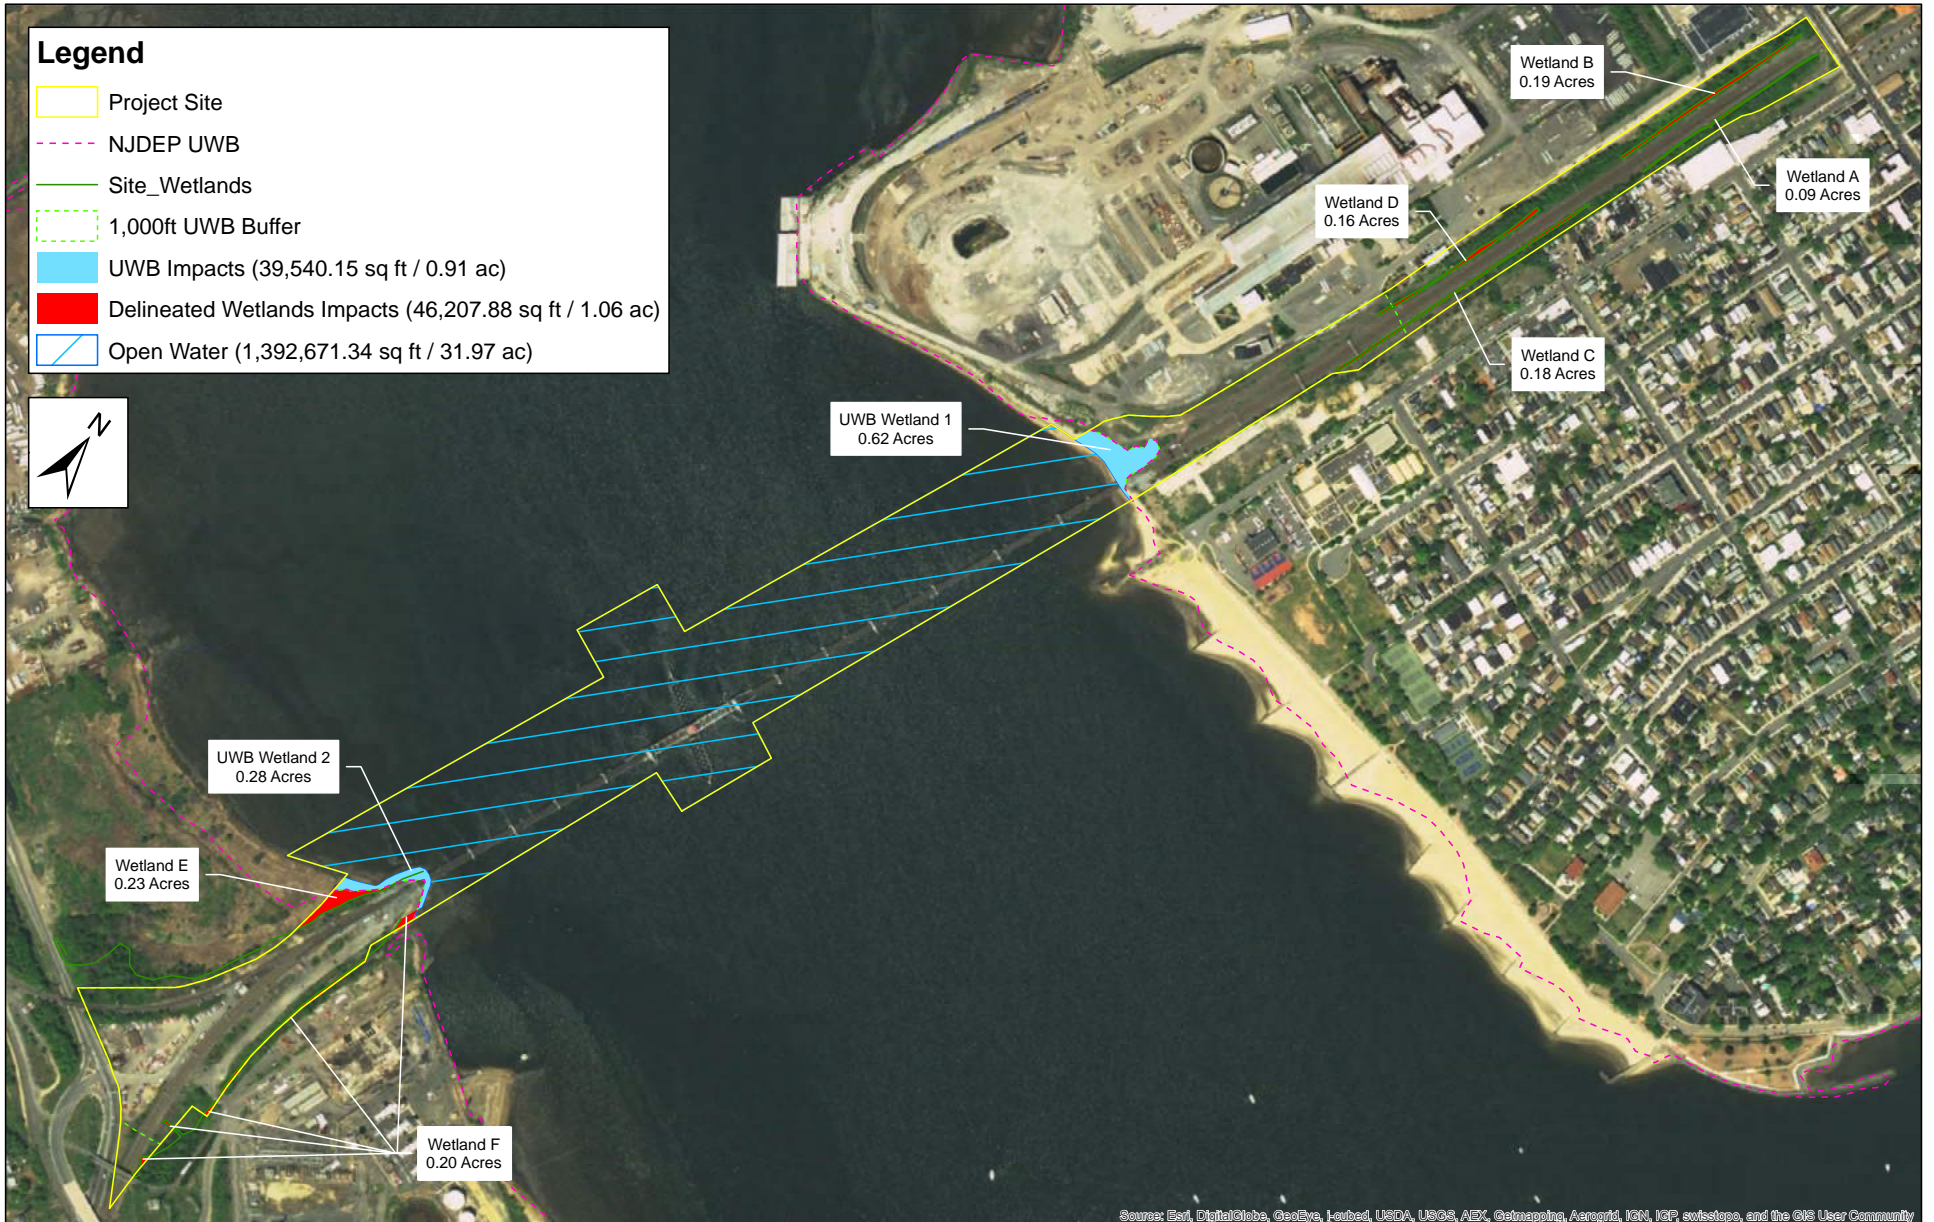 Legend
Project Site
NJDEP UWB
Site_Wetlands
1,000ft UWB Buffer
UWB Impacts (39,540.15 sq ft / 0.91 ac)
Delineated Wetlands Impacts (46,207.88 sq ft / 1.06 ac)
Open Water (1,392,671.34 sq ft / 31.97 ac)
N
Wetland B
0.19 Acres
Wetland A
0.09 Acres
Wetland D
0.16 Acres
Wetland C
0.18 Acres
UWB Wetland 1
0.62 Acres
UWB Wetland 2
0.28 Acres
Wetland E
0.23 Acres
Wetland F
0.20 Acres
Source: Esri, DigitalGlobe, GeoEye, i-cubed, USDA, USGS, AEX, Getmapping, Aerogrid, IGN, IGP, swisstopo, and the GIS User Community